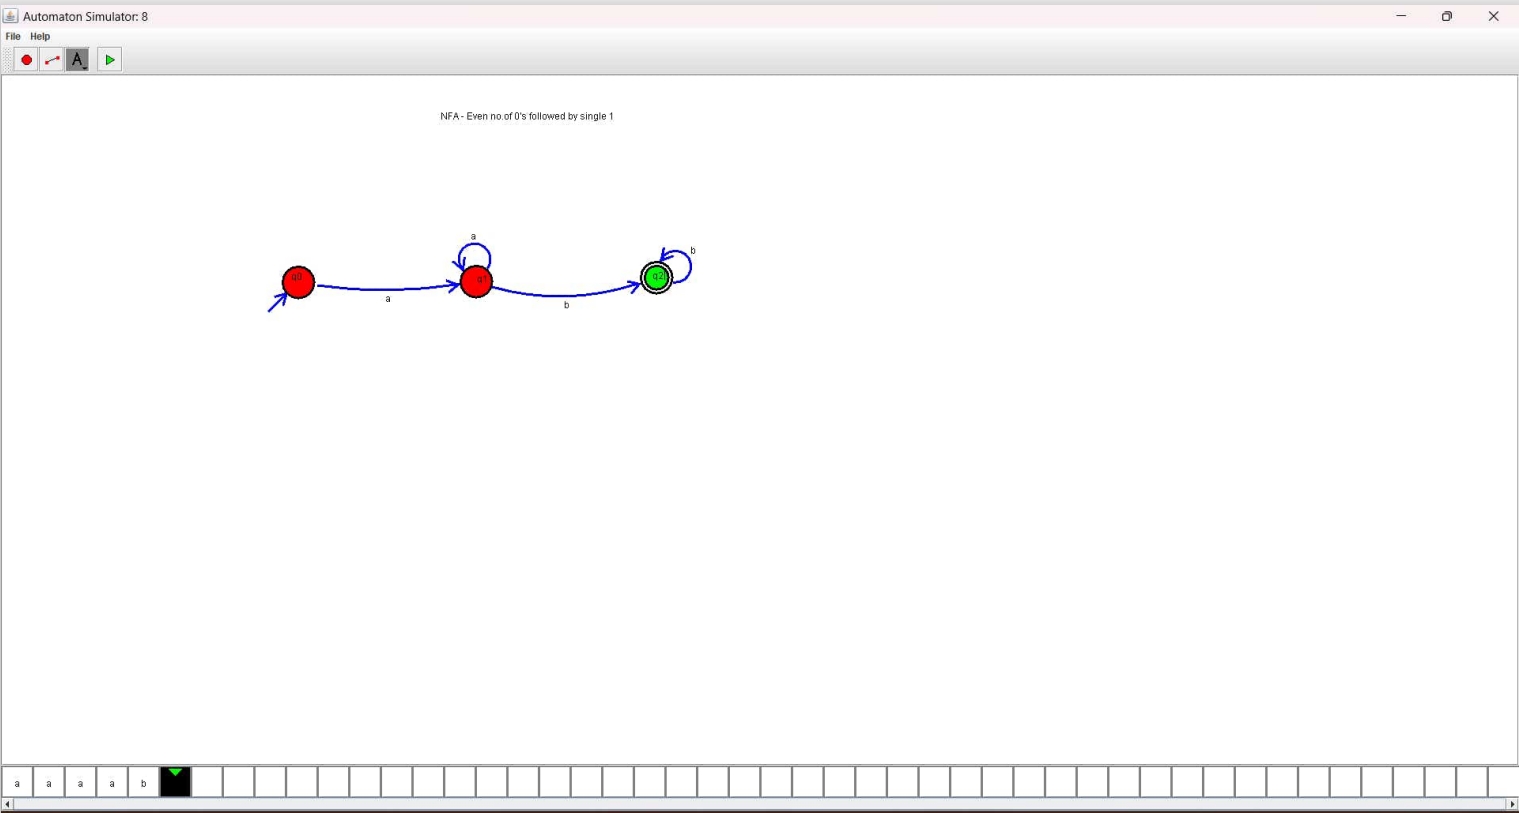 Automaton Simulator: 8
File Help
A
NFA - Even no.of 0's followed by single 1
a
b
q0
q1
q2
a
b
a a a a b